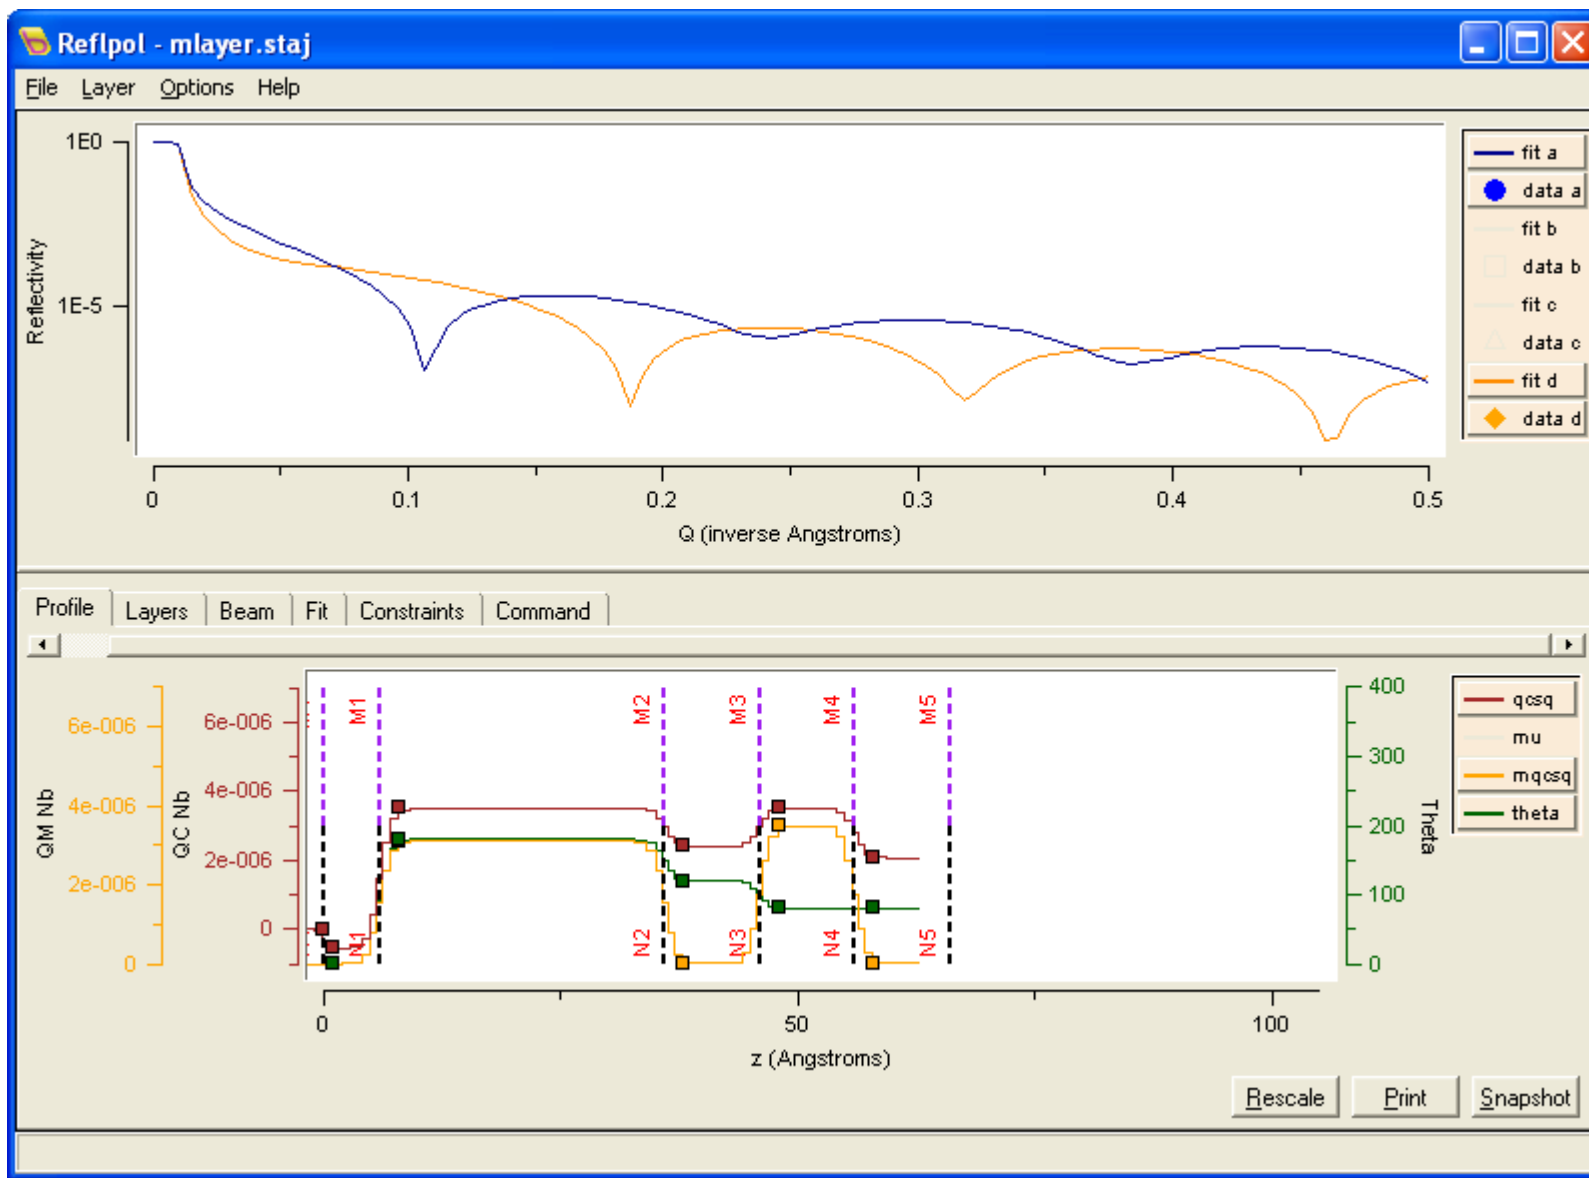 Reflpol - mlayer.staj
File Layer Options Help
1E0
1E-5
Reflectivity
0 0.1 0.2 0.3 0.4 0.5
Q (inverse Angstroms)
fit a
data a
fit b
data b
fit c
data c
fit d
data d
Profile Layers Beam Fit Constraints Command
QM Nb
6e-006
4e-006
2e-006
0
QC Nb
6e-006
4e-006
2e-006
0
M1 M2 M3 M4 M5
N1 N2 N3 N4 N5
400
300
200
100
0
Theta
0 50 100
z (Angstroms)
qcsq
mu
mqcsq
theta
Rescale Print Snapshot